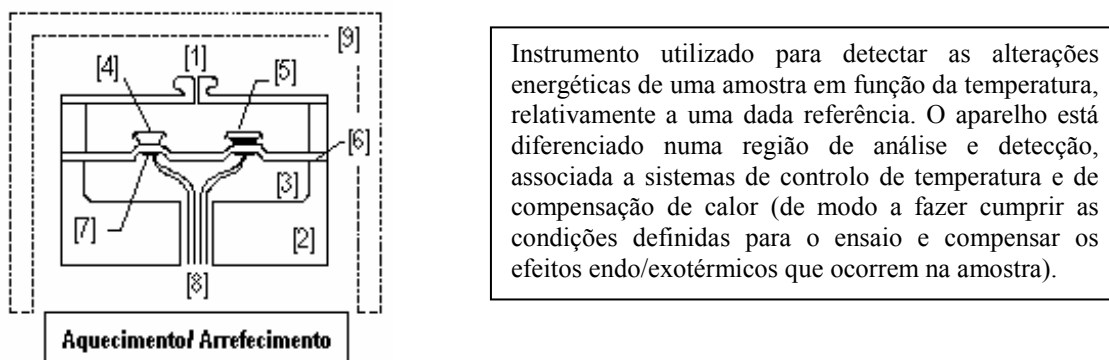 [9]
[1]
[4]
[5]
[6]
[3]
[7]
[2]
[8]
Aquecimento/ Arrefecimento
Instrumento utilizado para detectar as alterações
energéticas de uma amostra em função da temperatura,
relativamente a uma dada referência. O aparelho está
diferenciado numa região de análise e detecção,
associada a sistemas de controlo de temperatura e de
compensação de calor (de modo a fazer cumprir as
condições definidas para o ensaio e compensar os
efeitos endo/exotérmicos que ocorrem na amostra).